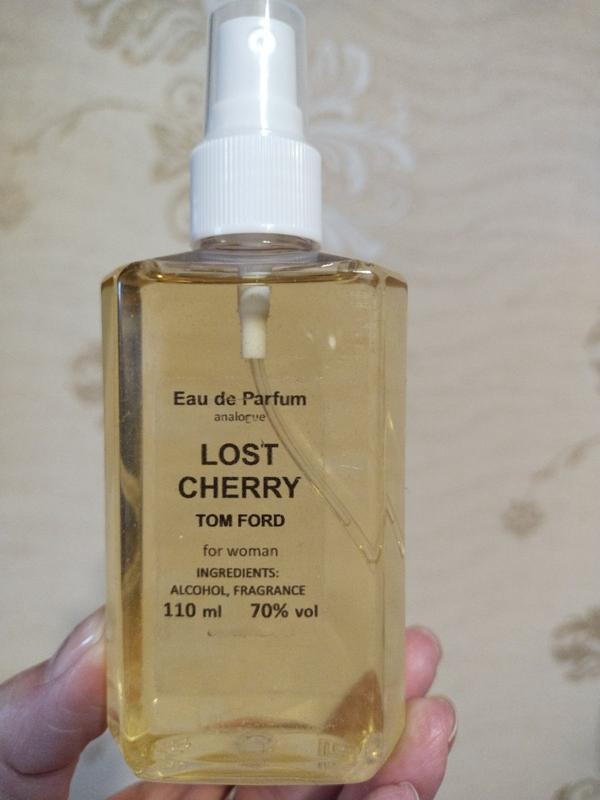 Eau de Parfum
analogue
LOST
CHERRY
TOM FORD
for woman
INGREDIENTS:
ALCOHOL, FRAGRANCE
110 ml 70% vol